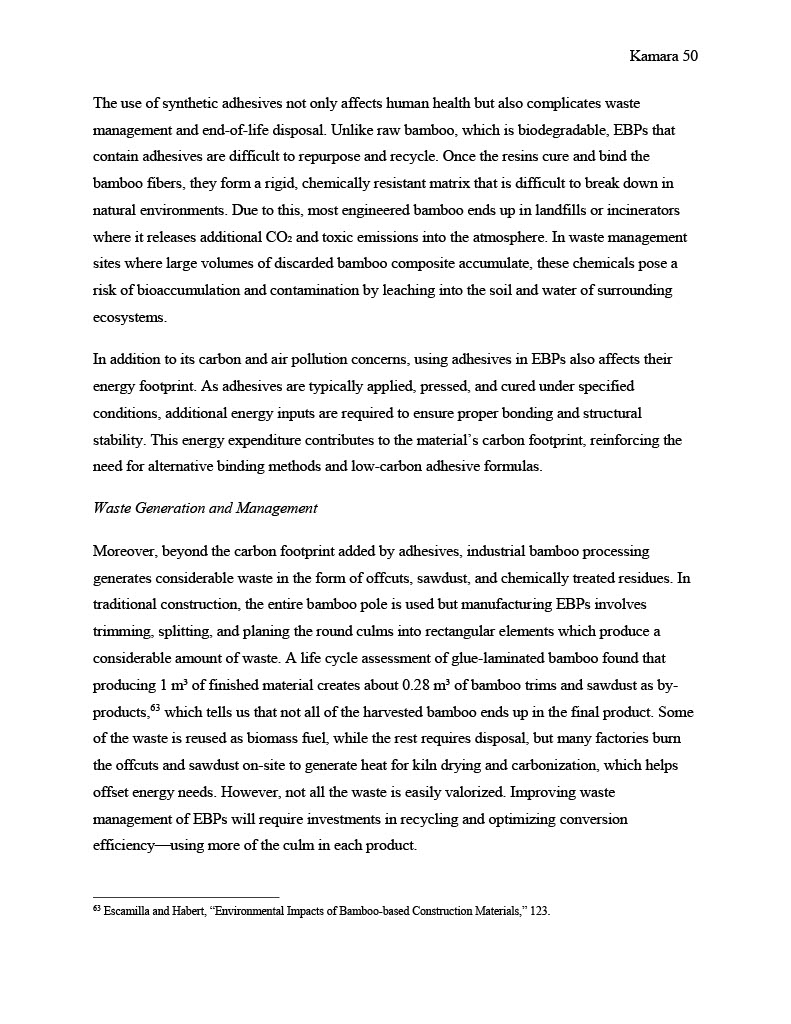 Kamara 50
The use of synthetic adhesives not only affects human health but also complicates waste
management and end-of-life disposal. Unlike raw bamboo, which is biodegradable, EBPs that
contain adhesives are difficult to repurpose and recycle. Once the resins cure and bind the
bamboo fibers, they form a rigid, chemically resistant matrix that is difficult to break down in
natural environments. Due to this, most engineered bamboo ends up in landfills or incinerators
where it releases additional CO₂ and toxic emissions into the atmosphere. In waste management
sites where large volumes of discarded bamboo composite accumulate, these chemicals pose a
risk of bioaccumulation and contamination by leaching into the soil and water of surrounding
ecosystems.
In addition to its carbon and air pollution concerns, using adhesives in EBPs also affects their
energy footprint. As adhesives are typically applied, pressed, and cured under specified
conditions, additional energy inputs are required to ensure proper bonding and structural
stability. This energy expenditure contributes to the material’s carbon footprint, reinforcing the
need for alternative binding methods and low-carbon adhesive formulas.
Waste Generation and Management
Moreover, beyond the carbon footprint added by adhesives, industrial bamboo processing
generates considerable waste in the form of offcuts, sawdust, and chemically treated residues. In
traditional construction, the entire bamboo pole is used but manufacturing EBPs involves
trimming, splitting, and planing the round culms into rectangular elements which produce a
considerable amount of waste. A life cycle assessment of glue-laminated bamboo found that
producing 1 m³ of finished material creates about 0.28 m³ of bamboo trims and sawdust as by-
products,⁶³ which tells us that not all of the harvested bamboo ends up in the final product. Some
of the waste is reused as biomass fuel, while the rest requires disposal, but many factories burn
the offcuts and sawdust on-site to generate heat for kiln drying and carbonization, which helps
offset energy needs. However, not all the waste is easily valorized. Improving waste
management of EBPs will require investments in recycling and optimizing conversion
efficiency—using more of the culm in each product.
⁶³ Escamilla and Habert, “Environmental Impacts of Bamboo-based Construction Materials,” 123.